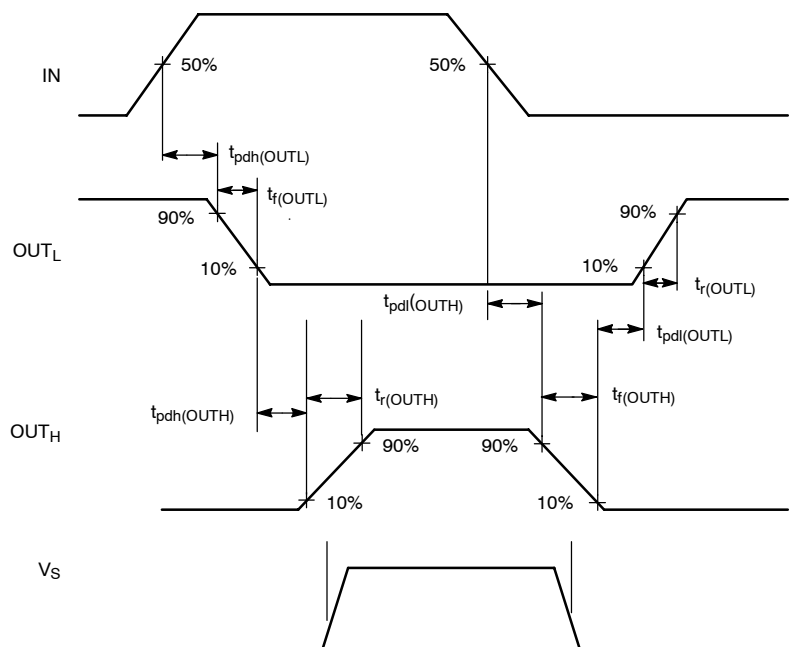 IN
50%
50%
tpdh(OUTL)
tf(OUTL)
90%
90%
OUTL
10%
10%
tr(OUTL)
tpdl(OUTH)
tpdl(OUTL)
tr(OUTH)
tf(OUTH)
tpdh(OUTH)
OUTH
90%
90%
10%
10%
VS